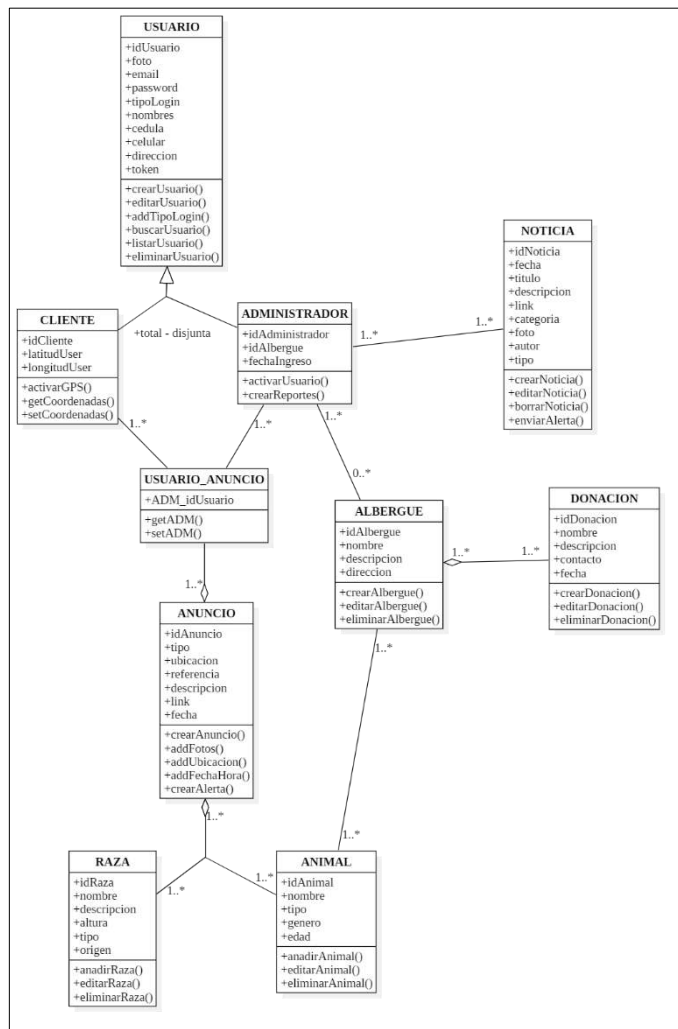 USUARIO
+idUsuario
+foto
+email
+password
+tipoLogin
+nombres
+cedula
+celular
+direccion
+token
+crearUsuario()
+editarUsuario()
+addTipoLogin()
+buscarUsuario()
+listarUsuario()
+eliminarUsuario()
NOTICIA
+idNoticia
+fecha
+titulo
+descripcion
+link
+categoria
+foto
+autor
+tipo
+crearNoticia()
+editarNoticia()
+borrarNoticia()
+enviarAlerta()
CLIENTE
+idCliente
+latitudUser
+longitudUser
+activarGPS()
+getCoordenadas()
+setCoordenadas()
+total - disjunta
ADMINISTRADOR
+idAdministrador
+idAlbergue
+fechaIngreso
+activarUsuario()
+crearReportes()
1..*
1..*
1..*
1..*
1..*
0..*
USUARIO_ANUNCIO
+ADM_idUsuario
+getADM()
+setADM()
ALBERGUE
+idAlbergue
+nombre
+descripcion
+direccion
+crearAlbergue()
+editarAlbergue()
+eliminarAlbergue()
1..*
1..*
DONACION
+idDonacion
+nombre
+descripcion
+contacto
+fecha
+crearDonacion()
+editarDonacion()
+eliminarDonacion()
1..*
ANUNCIO
+idAnuncio
+tipo
+ubicacion
+referencia
+descripcion
+link
+fecha
+crearAnuncio()
+addFotos()
+addUbicacion()
+addFechaHora()
+crearAlerta()
1..*
1..*
1..*
RAZA
+idRaza
+nombre
+descripcion
+altura
+tipo
+origen
+anadirRaza()
+editarRaza()
+eliminarRaza()
1..*
1..*
ANIMAL
+idAnimal
+nombre
+tipo
+genero
+edad
+anadirAnimal()
+editarAnimal()
+eliminarAnimal()